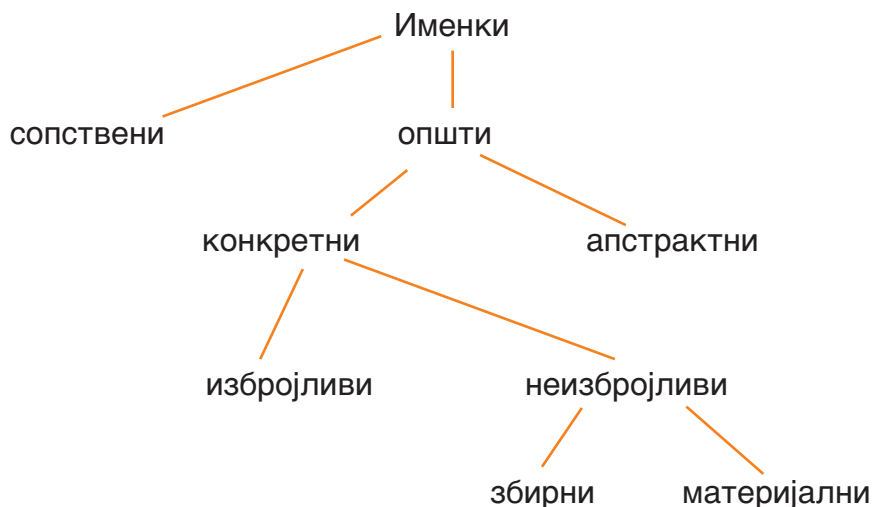 Именки
сопствени општи
конкретни апстрактни
избројливи неизбројливи
збирни материјални